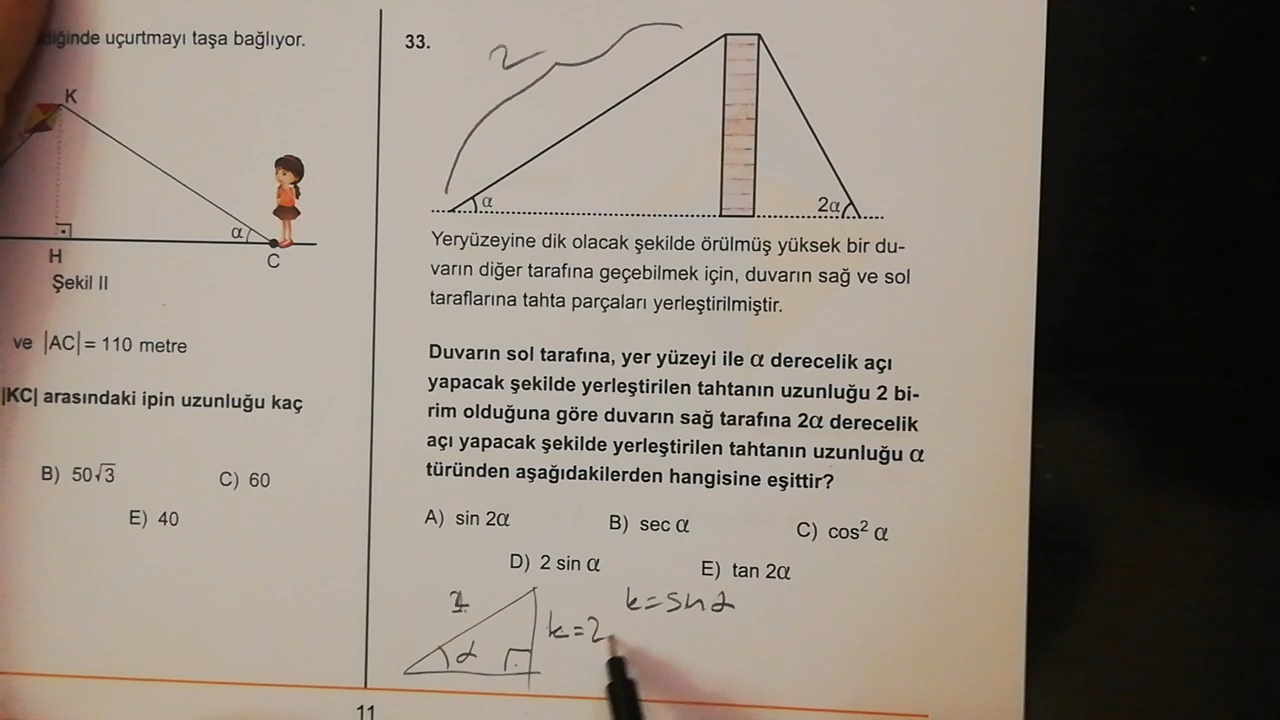 diğinde uçurtmayı taşa bağlıyor.
K
α
H
C
Şekil II
ve |AC| = 110 metre
|KC| arasındaki ipin uzunluğu kaç
B) 50√3
C) 60
E) 40
33.
2
α
2α
Yeryüzeyine dik olacak şekilde örülmüş yüksek bir du-
varın diğer tarafına geçebilmek için, duvarın sağ ve sol
taraflarına tahta parçaları yerleştirilmiştir.
Duvarın sol tarafına, yer yüzeyi ile α derecelik açı
yapacak şekilde yerleştirilen tahtanın uzunluğu 2 bi-
rim olduğuna göre duvarın sağ tarafına 2α derecelik
açı yapacak şekilde yerleştirilen tahtanın uzunluğu α
türünden aşağıdakilerden hangisine eşittir?
A) sin 2α
B) sec α
C) cos² α
D) 2 sin α
E) tan 2α
k=sinα
k=2
α
11